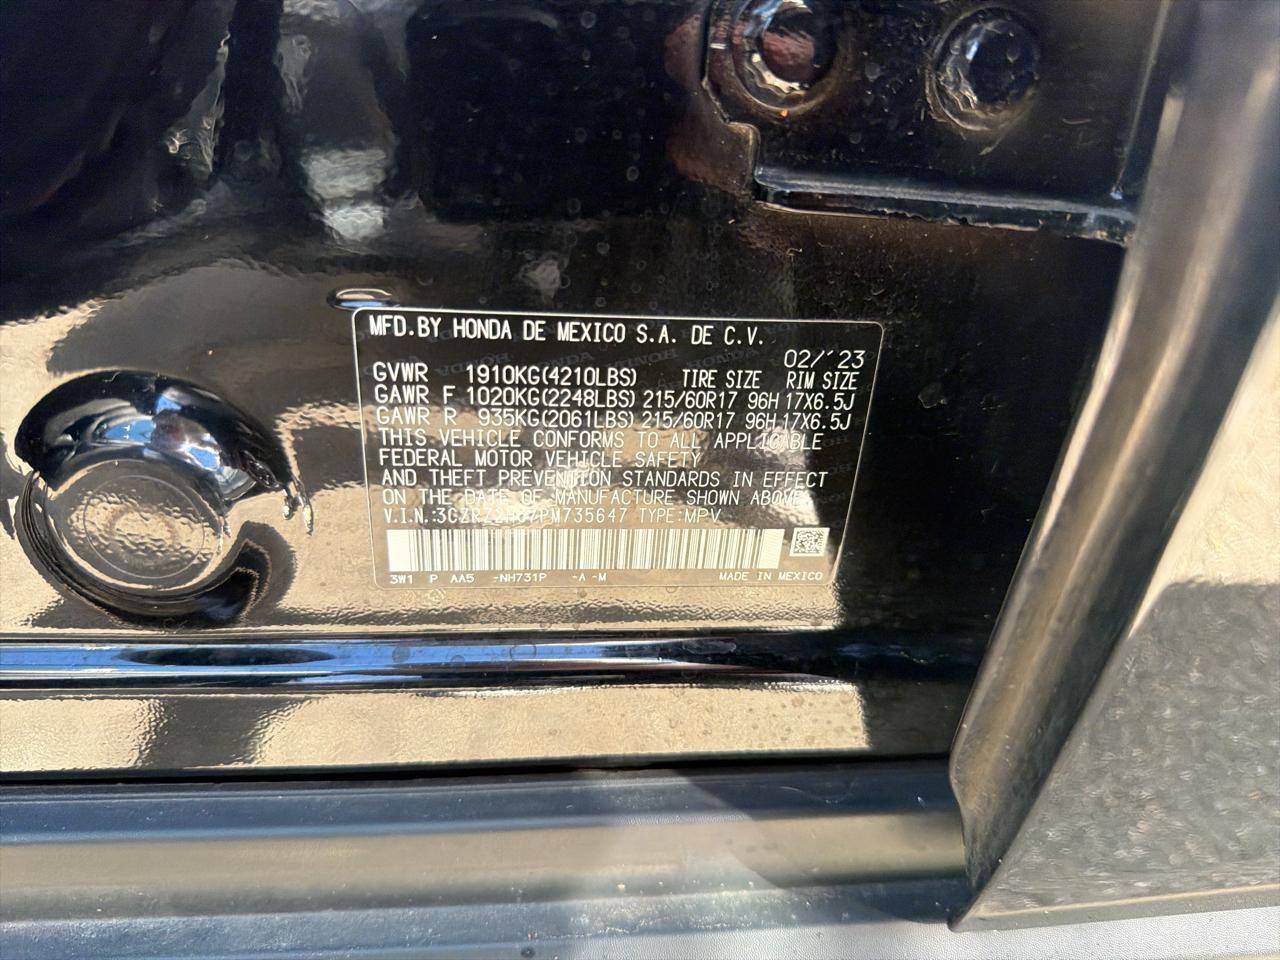 MFD.BY HONDA DE MEXICO S.A. DE C.V.
02/'23
GVWR 1910KG(4210LBS) TIRE SIZE RIM SIZE
GAWR F 1020KG(2248LBS) 215/60R17 96H 17X6.5J
GAWR R 935KG(2061LBS) 215/60R17 96H 17X6.5J
THIS VEHICLE CONFORMS TO ALL APPLICABLE
FEDERAL MOTOR VEHICLE SAFETY
AND THEFT PREVENTION STANDARDS IN EFFECT
ON THE DATE OF MANUFACTURE SHOWN ABOVE.
V.I.N.: TYPE:MPV
3W1 P AA5 -NH731P -A -M MADE IN MEXICO